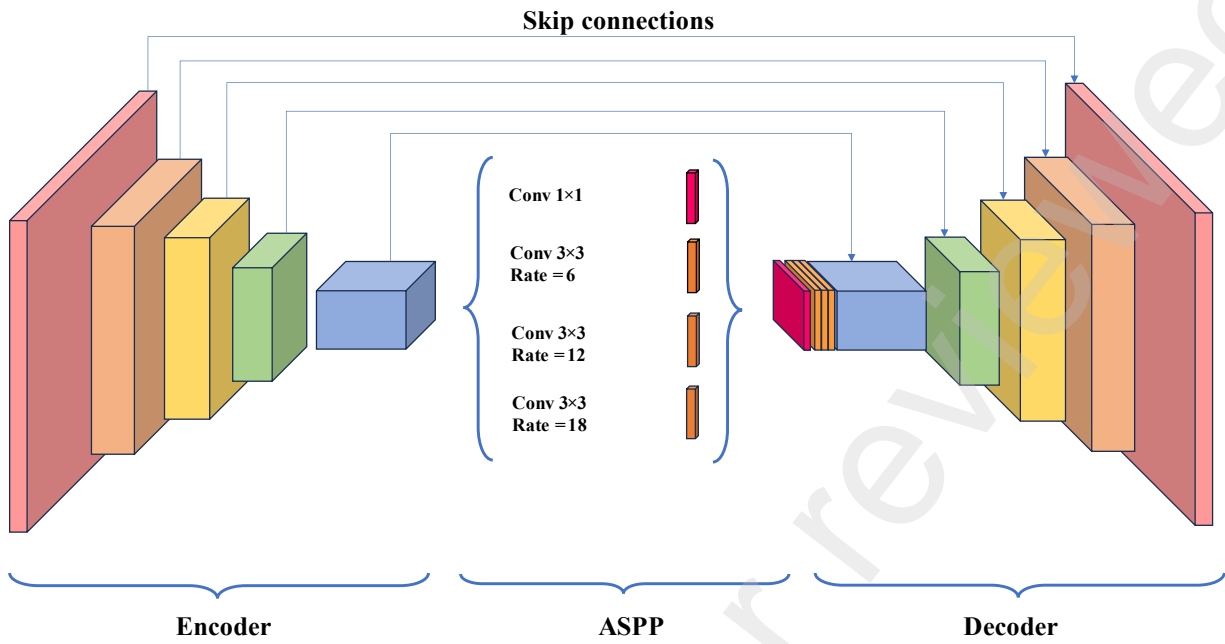 Skip connections
Conv 1×1
Conv 3×3
Rate = 6
Conv 3×3
Rate = 12
Conv 3×3
Rate = 18
Encoder
ASPP
Decoder
r reviewed